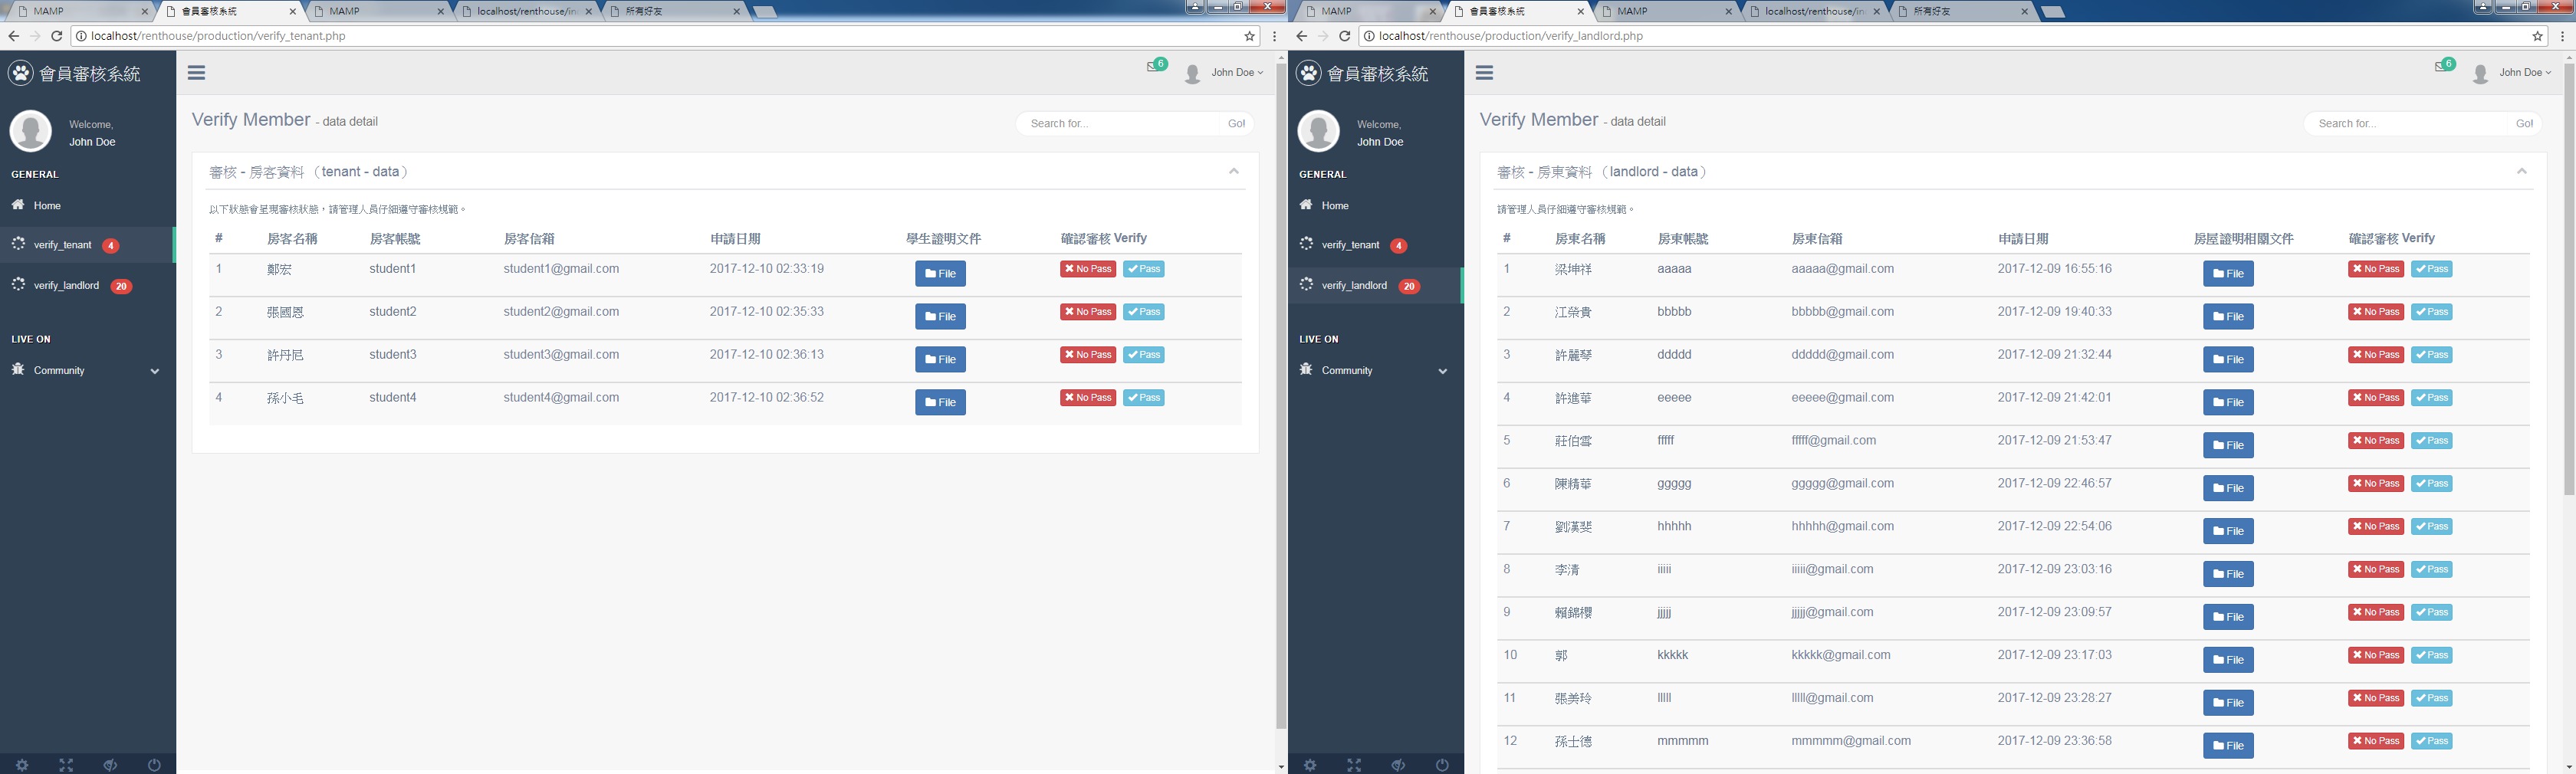 MAMP
會員審核系統
MAMP
localhost/renthouse/in
所有好友
localhost/renthouse/production/verify_tenant.php
會員審核系統
6
John Doe
Welcome,
John Doe
GENERAL
Home
verify_tenant 4
verify_landlord 20
LIVE ON
Community
Verify Member - data detail
Search for...
Go!
審核 - 房客資料 （tenant - data）
以下狀態會呈現審核狀態，請管理人員仔細遵守審核規範。
# 房客名稱 房客帳號 房客信箱 申請日期 學生證明文件 確認審核 Verify
1 鄭宏 student1 student1@gmail.com 2017-12-10 02:33:19 File No Pass Pass
2 張國恩 student2 student2@gmail.com 2017-12-10 02:35:33 File No Pass Pass
3 許丹尼 student3 student3@gmail.com 2017-12-10 02:36:13 File No Pass Pass
4 孫小毛 student4 student4@gmail.com 2017-12-10 02:36:52 File No Pass Pass
MAMP
會員審核系統
MAMP
localhost/renthouse/in
所有好友
localhost/renthouse/production/verify_landlord.php
會員審核系統
6
John Doe
Welcome,
John Doe
GENERAL
Home
verify_tenant 4
verify_landlord 20
LIVE ON
Community
Verify Member - data detail
Search for...
Go!
審核 - 房東資料 （landlord - data）
請管理人員仔細遵守審核規範。
# 房東名稱 房東帳號 房東信箱 申請日期 房屋證明相關文件 確認審核 Verify
1 梁坤祥 aaaaa aaaaa@gmail.com 2017-12-09 16:55:16 File No Pass Pass
2 江榮貴 bbbbb bbbbb@gmail.com 2017-12-09 19:40:33 File No Pass Pass
3 許麗琴 ddddd ddddd@gmail.com 2017-12-09 21:32:44 File No Pass Pass
4 許進華 eeeee eeeee@gmail.com 2017-12-09 21:42:01 File No Pass Pass
5 莊伯雪 fffff fffff@gmail.com 2017-12-09 21:53:47 File No Pass Pass
6 陳精華 ggggg ggggg@gmail.com 2017-12-09 22:46:57 File No Pass Pass
7 劉漢斐 hhhhh hhhhh@gmail.com 2017-12-09 22:54:06 File No Pass Pass
8 李清 iiiii iiiii@gmail.com 2017-12-09 23:03:16 File No Pass Pass
9 賴錦櫻 jjjjj jjjjj@gmail.com 2017-12-09 23:09:57 File No Pass Pass
10 郭 kkkkk kkkkk@gmail.com 2017-12-09 23:17:03 File No Pass Pass
11 張美玲 lllll lllll@gmail.com 2017-12-09 23:28:27 File No Pass Pass
12 孫士德 mmmmm mmmmm@gmail.com 2017-12-09 23:36:58 File No Pass Pass